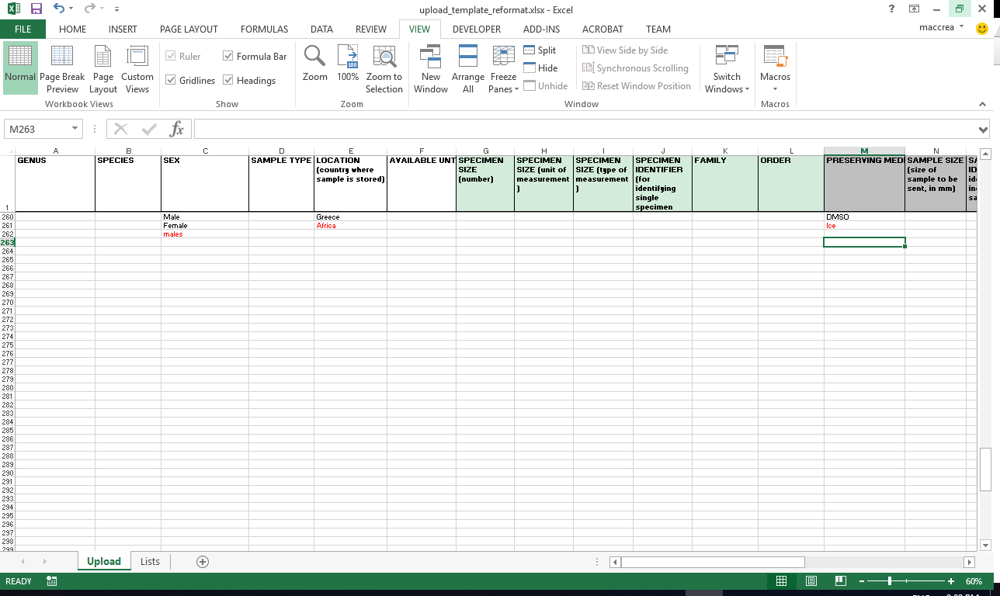 upload_template_reformat.xlsx - Excel
FILE HOME INSERT PAGE LAYOUT FORMULAS DATA REVIEW VIEW DEVELOPER ADD-INS ACROBAT TEAM maccrea
Normal
Page Break
Preview
Page
Layout
Custom
Views
Workbook Views
Ruler
Formula Bar
Gridlines
Headings
Show
Zoom
100%
Zoom to
Selection
Zoom
New
Window
Arrange
All
Freeze
Panes
Split
Hide
Unhide
View Side by Side
Synchronous Scrolling
Reset Window Position
Window
Switch
Windows
Macros
Macros
M263
fx
A B C D E F G H I J K L M N
1
GENUS
SPECIES
SEX
SAMPLE TYPE
LOCATION
(country where
sample is stored)
AVAILABLE UNT
SPECIMEN
SIZE
(number)
SPECIMEN
SIZE (unit of
measurement
)
SPECIMEN
SIZE (type of
measurement
)
SPECIMEN
IDENTIFIER
(for
identifying
single
specimen
FAMILY
ORDER
PRESERVING MED
SAMPLE SIZE
(size of
sample to be
sent, in mm)
260 Male Greece DMSO
261 Female Africa Ice
262 males
263
264
265
266
267
268
269
270
271
272
273
274
275
276
277
278
279
280
281
282
283
284
285
286
287
288
289
290
291
292
293
294
295
296
297
298
299
Upload Lists
READY 60%